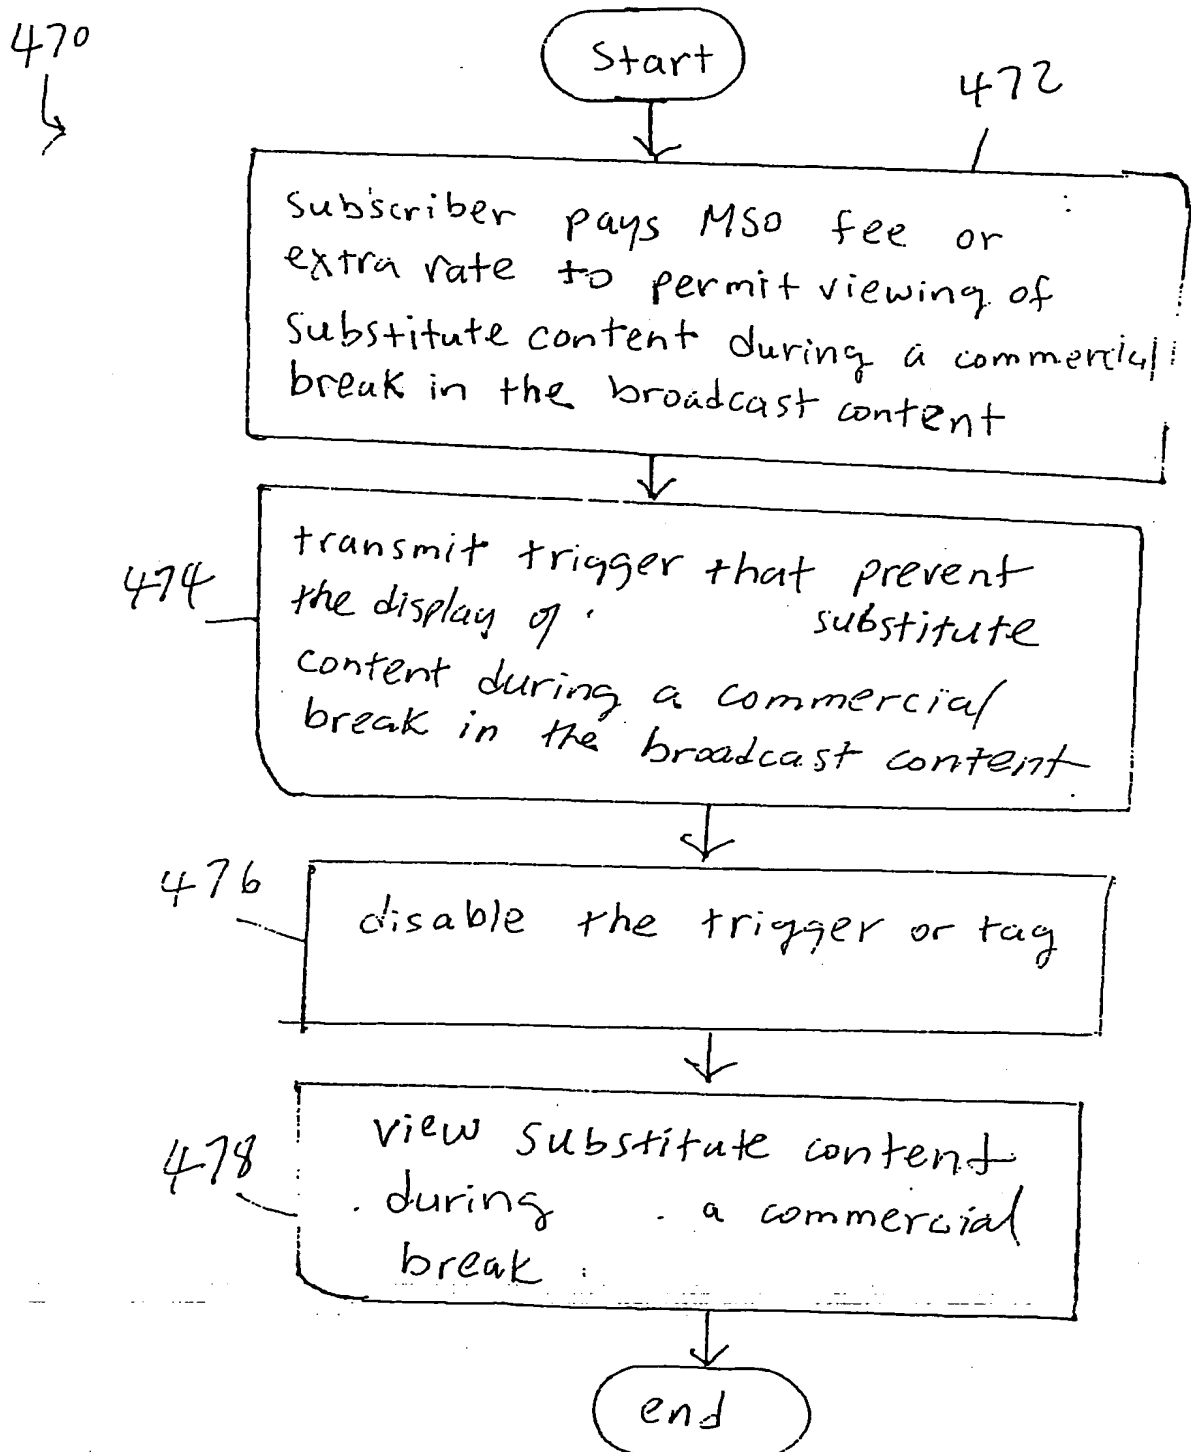 470
Start
472
Subscriber pays MSO fee or
extra rate to permit viewing of
Substitute content during a commercial
break in the broadcast content
474
transmit trigger that prevent
the display of substitute
content during a commercial
break in the broadcast content
476
disable the trigger or tag
478
view substitute content
during a commercial
break
end